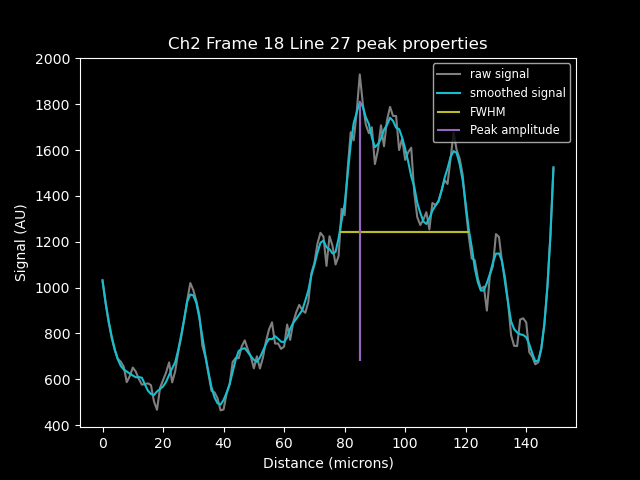 Ch2 Frame 18 Line 27 peak properties
2000
1800
1600
1400
1200
1000
800
600
400
Signal (AU)
raw signal
smoothed signal
FWHM
Peak amplitude
0 20 40 60 80 100 120 140
Distance (microns)